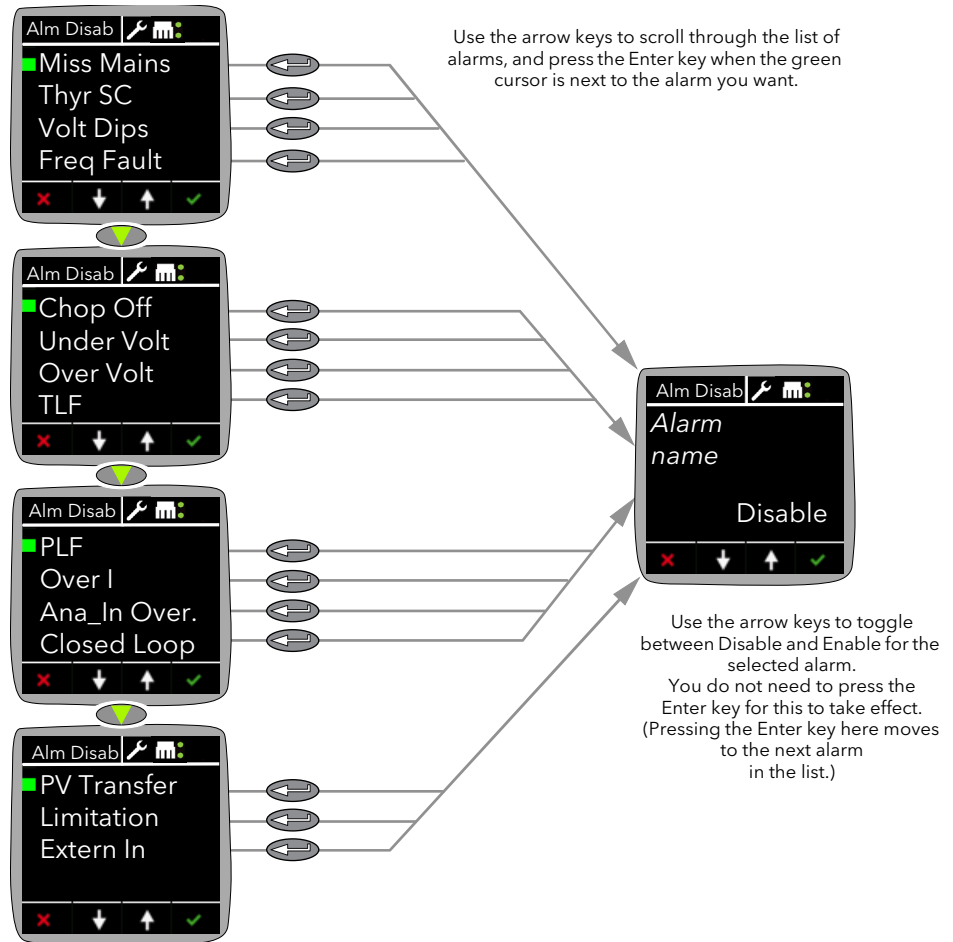 Alm Disab
Miss Mains
Thyr SC
Volt Dips
Freq Fault
Use the arrow keys to scroll through the list of
alarms, and press the Enter key when the green
cursor is next to the alarm you want.
Alm Disab
Chop Off
Under Volt
Over Volt
TLF
Alm Disab
PLF
Over I
Ana_In Over.
Closed Loop
Alm Disab
PV Transfer
Limitation
Extern In
Alm Disab
Alarm
name
Disable
Use the arrow keys to toggle
between Disable and Enable for the
selected alarm.
You do not need to press the
Enter key for this to take effect.
(Pressing the Enter key here moves
to the next alarm
in the list.)